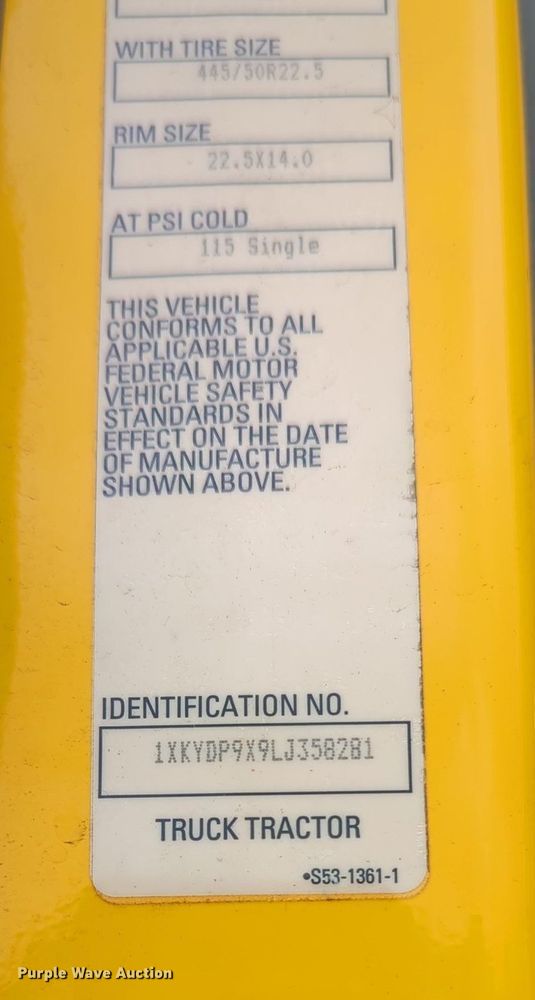 WITH TIRE SIZE
445/50R22.5
RIM SIZE
22.5X14.0
AT PSI COLD
115 Single
THIS VEHICLE
CONFORMS TO ALL
APPLICABLE U.S.
FEDERAL MOTOR
VEHICLE SAFETY
STANDARDS IN
EFFECT ON THE DATE
OF MANUFACTURE
SHOWN ABOVE.
IDENTIFICATION NO.
1XKYDP9X9LJ358281
TRUCK TRACTOR
•S53-1361-1
Purple Wave Auction